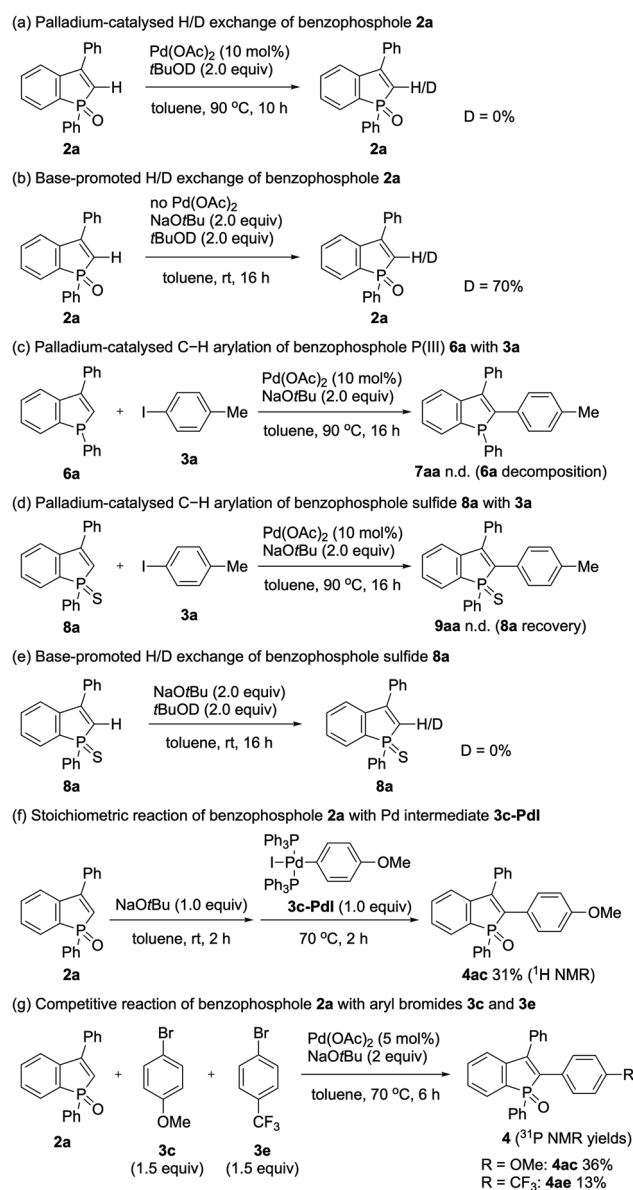 (a) Palladium-catalysed H/D exchange of benzophosphole 2a
Ph
H
P
O
Ph
2a
Pd(OAc)2 (10 mol%)
tBuOD (2.0 equiv)
toluene, 90 ºC, 10 h
Ph
H/D
P
O
Ph
2a
D = 0%
(b) Base-promoted H/D exchange of benzophosphole 2a
Ph
H
P
O
Ph
2a
no Pd(OAc)2
NaOtBu (2.0 equiv)
tBuOD (2.0 equiv)
toluene, rt, 16 h
Ph
H/D
P
O
Ph
2a
D = 70%
(c) Palladium-catalysed C−H arylation of benzophosphole P(III) 6a with 3a
Ph
P
Ph
6a
+
I
Me
3a
Pd(OAc)2 (10 mol%)
NaOtBu (2.0 equiv)
toluene, 90 ºC, 16 h
Ph
Me
P
Ph
7aa n.d. (6a decomposition)
(d) Palladium-catalysed C−H arylation of benzophosphole sulfide 8a with 3a
Ph
P
S
Ph
8a
+
I
Me
3a
Pd(OAc)2 (10 mol%)
NaOtBu (2.0 equiv)
toluene, 90 ºC, 16 h
Ph
Me
P
S
Ph
9aa n.d. (8a recovery)
(e) Base-promoted H/D exchange of benzophosphole sulfide 8a
Ph
H
P
S
Ph
8a
NaOtBu (2.0 equiv)
tBuOD (2.0 equiv)
toluene, rt, 16 h
Ph
H/D
P
S
Ph
8a
D = 0%
(f) Stoichiometric reaction of benzophosphole 2a with Pd intermediate 3c-PdI
Ph
P
O
Ph
2a
NaOtBu (1.0 equiv)
toluene, rt, 2 h
Ph3P
I Pd
OMe
Ph3P
3c-PdI (1.0 equiv)
70 ºC, 2 h
Ph
OMe
P
O
Ph
4ac 31% (1H NMR)
(g) Competitive reaction of benzophosphole 2a with aryl bromides 3c and 3e
Ph
P
O
Ph
2a
+
Br
OMe
3c
(1.5 equiv)
+
Br
CF3
3e
(1.5 equiv)
Pd(OAc)2 (5 mol%)
NaOtBu (2 equiv)
toluene, 70 ºC, 6 h
Ph
R
P
O
Ph
4 (31P NMR yields)
R = OMe: 4ac 36%
R = CF3: 4ae 13%